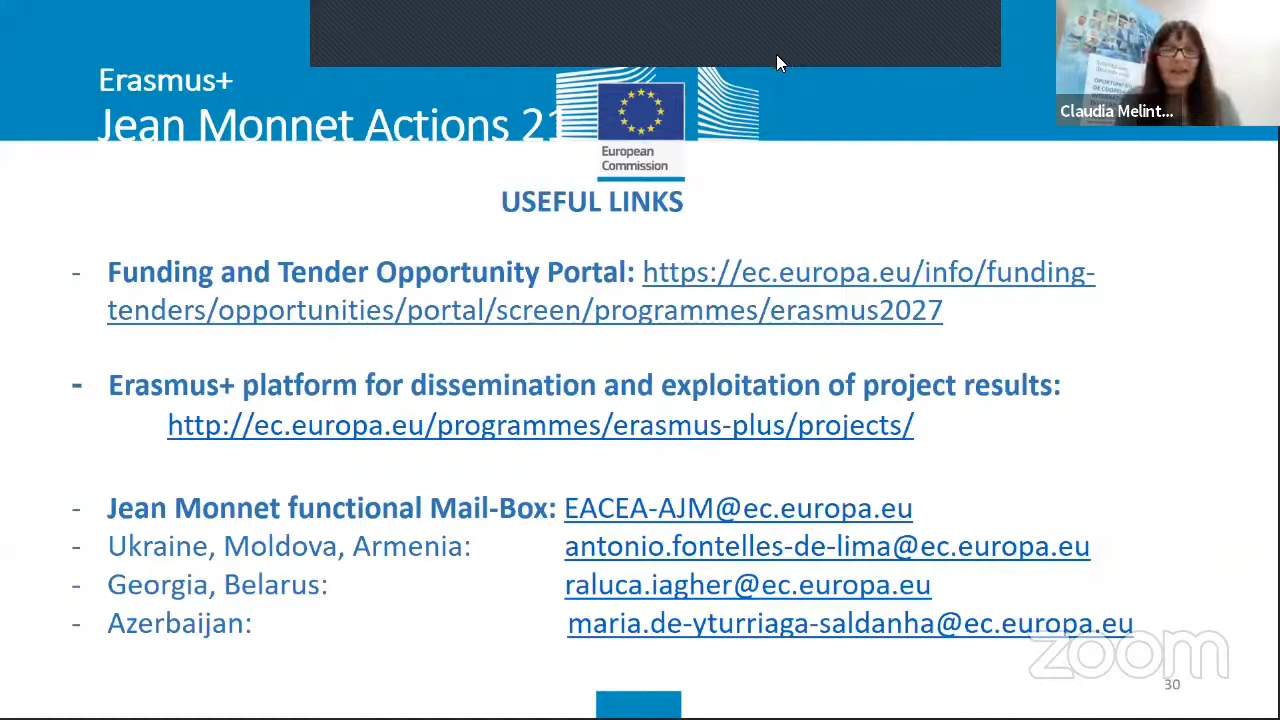 Erasmus+
Jean Monnet Actions 21
European
Commission
Claudia Melint...
USEFUL LINKS
- Funding and Tender Opportunity Portal: https://ec.europa.eu/info/funding-
tenders/opportunities/portal/screen/programmes/erasmus2027
- Erasmus+ platform for dissemination and exploitation of project results:
http://ec.europa.eu/programmes/erasmus-plus/projects/
- Jean Monnet functional Mail-Box: EACEA-AJM@ec.europa.eu
- Ukraine, Moldova, Armenia: antonio.fontelles-de-lima@ec.europa.eu
- Georgia, Belarus: raluca.iagher@ec.europa.eu
- Azerbaijan: maria.de-yturriaga-saldanha@ec.europa.eu
zoom
30